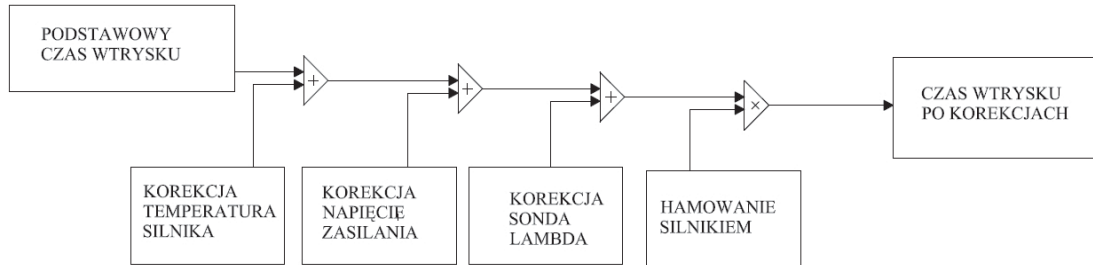 PODSTAWOWY
CZAS WTRYSKU
+
+
+
×
CZAS WTRYSKU
PO KOREKCJACH
KOREKCJA
TEMPERATURA
SILNIKA
KOREKCJA
NAPIĘCIĘ
ZASILANIA
KOREKCJA
SONDA
LAMBDA
HAMOWANIE
SILNIKIEM